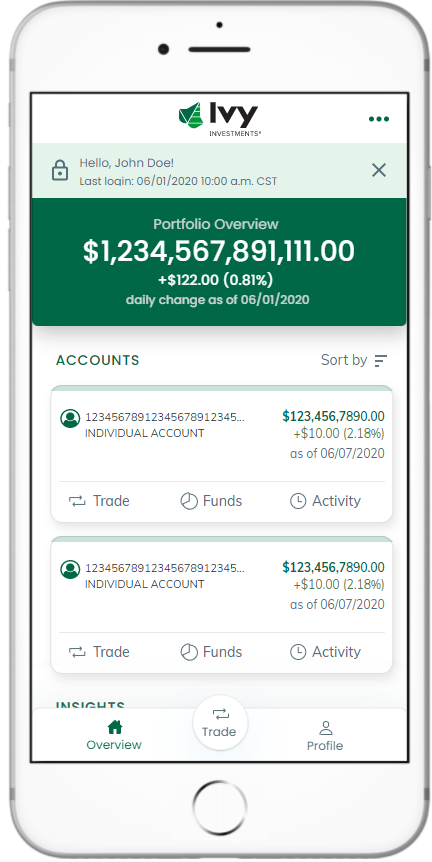 Ivy
INVESTMENTS®
Hello, John Doe!
Last login: 06/01/2020 10:00 a.m. CST
Portfolio Overview
$1,234,567,891,111.00
+$122.00 (0.81%)
daily change as of 06/01/2020
ACCOUNTS
Sort by
12345678912345678912345... $123,456,7890.00
INDIVIDUAL ACCOUNT +$10.00 (2.18%)
as of 06/07/2020
Trade Funds Activity
12345678912345678912345... $123,456,7890.00
INDIVIDUAL ACCOUNT +$10.00 (2.18%)
as of 06/07/2020
Trade Funds Activity
INSIGHTS
Overview Trade Profile